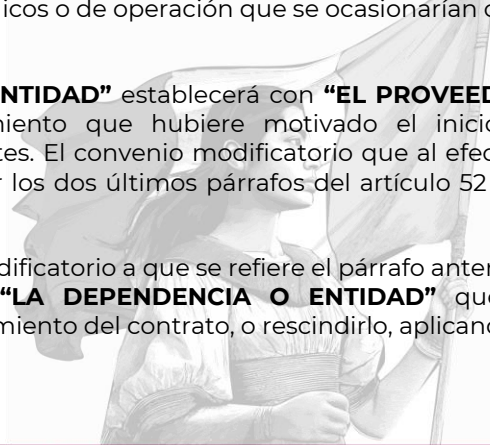 icos o de operación que se ocasionarían
NTIDAD” establecerá con “EL PROVEED
miento que hubiere motivado el inicio
tes. El convenio modificatorio que al efec
r los dos últimos párrafos del artículo 52
dificatorio a que se refiere el párrafo anter
“LA DEPENDENCIA O ENTIDAD” que
miento del contrato, o rescindirlo, aplicand